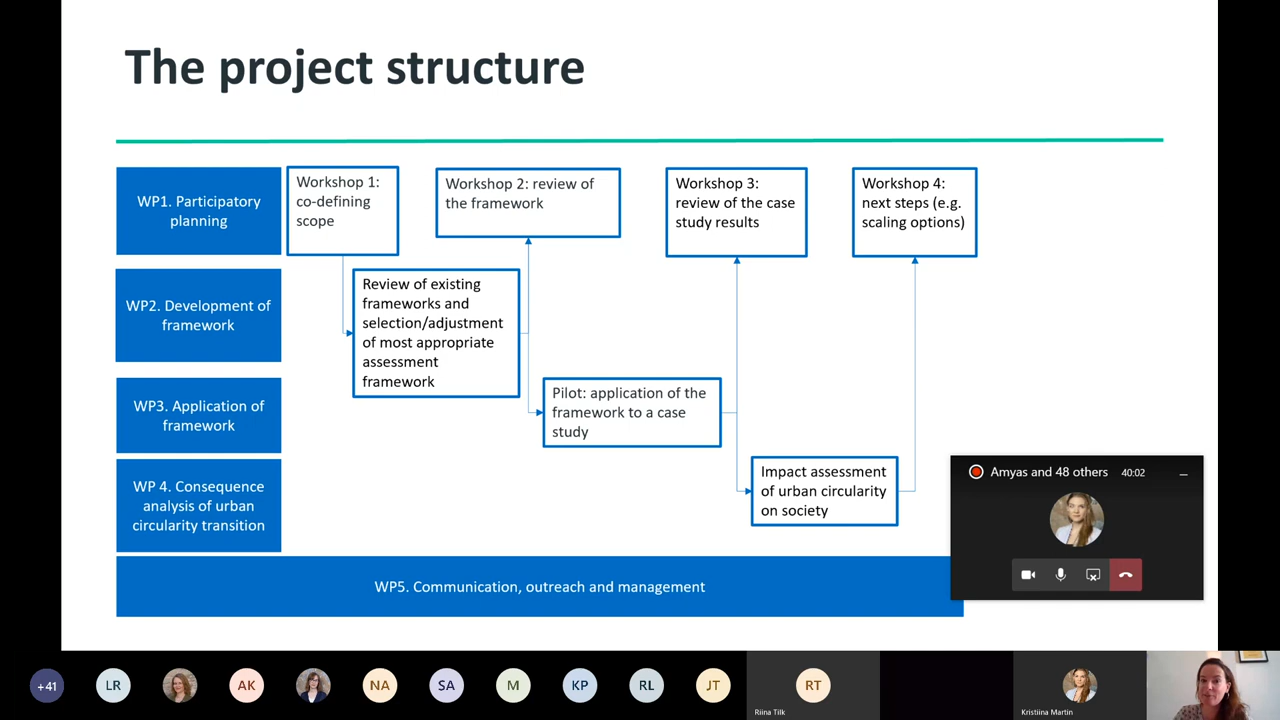 The project structure
WP1. Participatory
planning
Workshop 1:
co-defining
scope
Workshop 2: review of
the framework
Workshop 3:
review of the case
study results
Workshop 4:
next steps (e.g.
scaling options)
WP2. Development of
framework
Review of existing
frameworks and
selection/adjustment
of most appropriate
assessment
framework
WP3. Application of
framework
Pilot: application of the
framework to a case
study
WP 4. Consequence
analysis of urban
circularity transition
Impact assessment
of urban circularity
on society
WP5. Communication, outreach and management
Amyas and 48 others 40:02
+41
LR
AK
NA
SA
M
KP
RL
JT
RT
Riina Tilk
Kristiina Martin